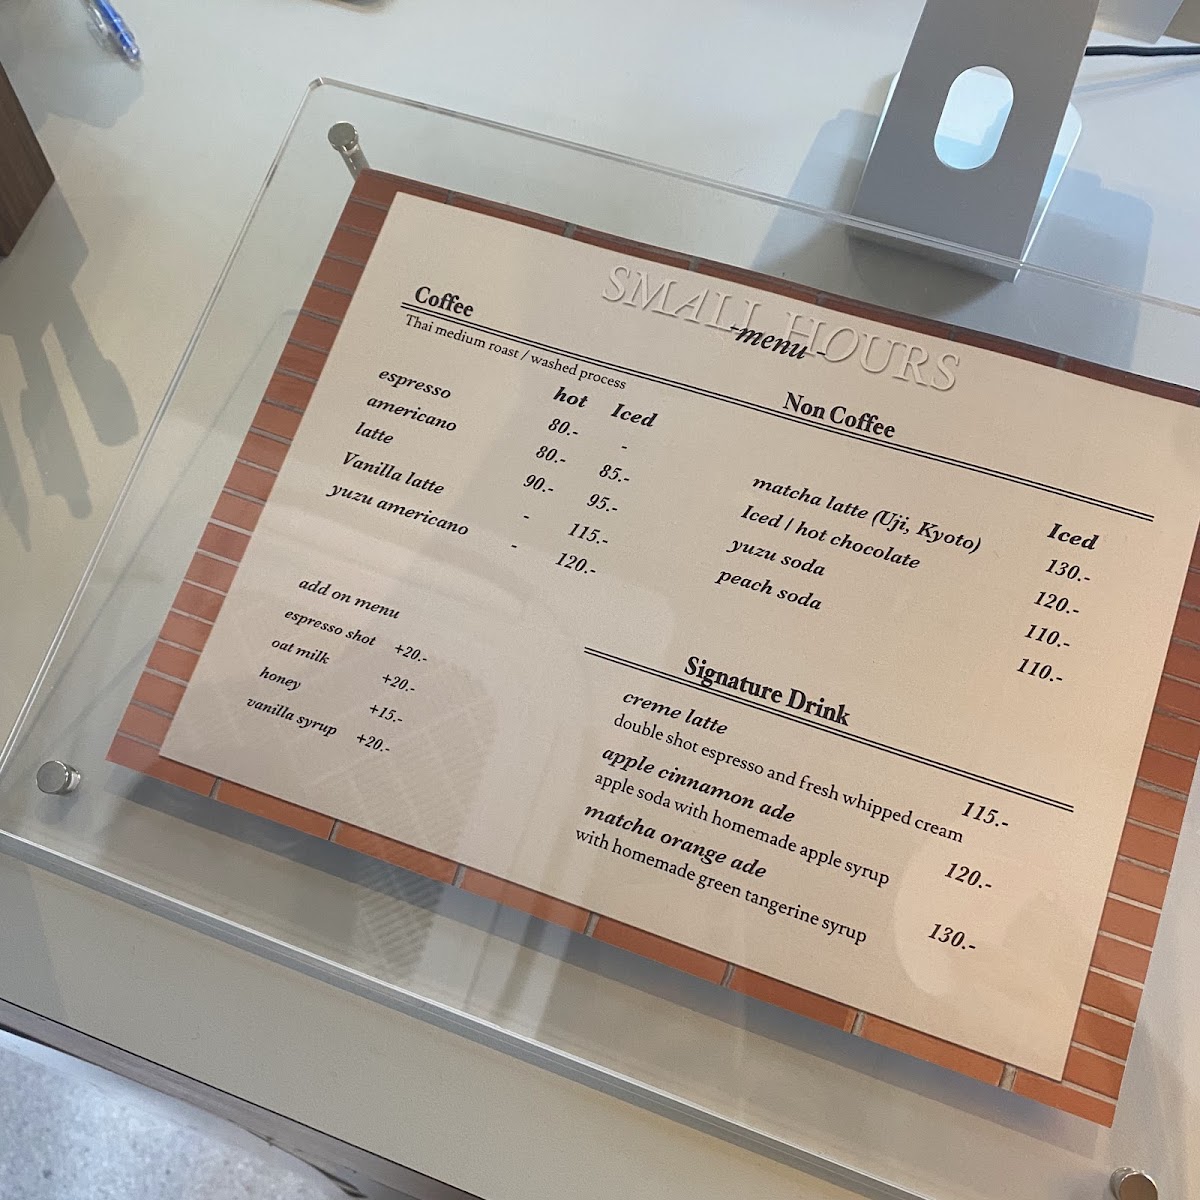 SMALL HOURS
-menu-
Coffee
Thai medium roast / washed process
hot Iced
espresso 80.- -
americano 80.- 85.-
latte 90.- 95.-
Vanilla latte - 115.-
yuzu americano - 120.-
add on menu
espresso shot +20.-
oat milk +20.-
honey +15.-
vanilla syrup +20.-
Non Coffee
Iced
matcha latte (Uji, Kyoto) 130.-
Iced / hot chocolate 120.-
yuzu soda 110.-
peach soda 110.-
Signature Drink
creme latte
double shot espresso and fresh whipped cream 115.-
apple cinnamon ade
apple soda with homemade apple syrup 120.-
matcha orange ade
with homemade green tangerine syrup 130.-